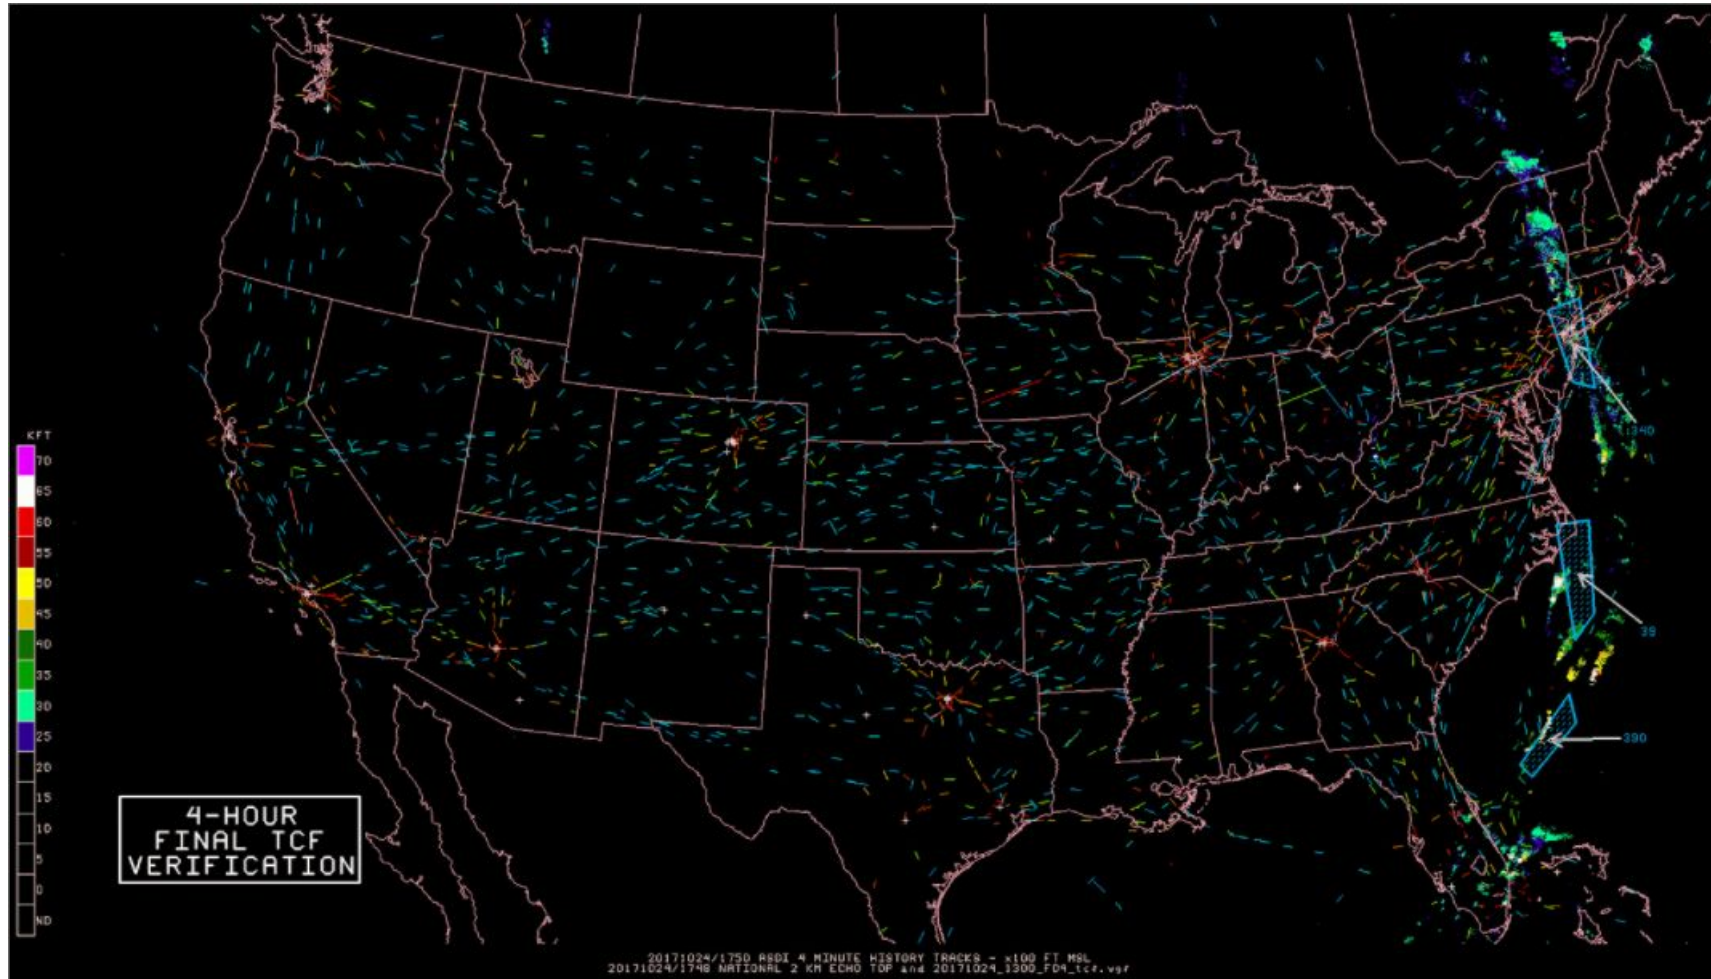 1340
KFT
70
65
60
55
50
45
40
35
30
25
20
15
10
5
0
ND
39
390
4-HOUR
FINAL TCF
VERIFICATION
20171024/1750 ASDI 4 MINUTE HISTORY TRACKS - x100 FT MSL
20171024/1748 NATIONAL 2 KM ECHO TOP and 20171024_1300_F04_tcf.vgf